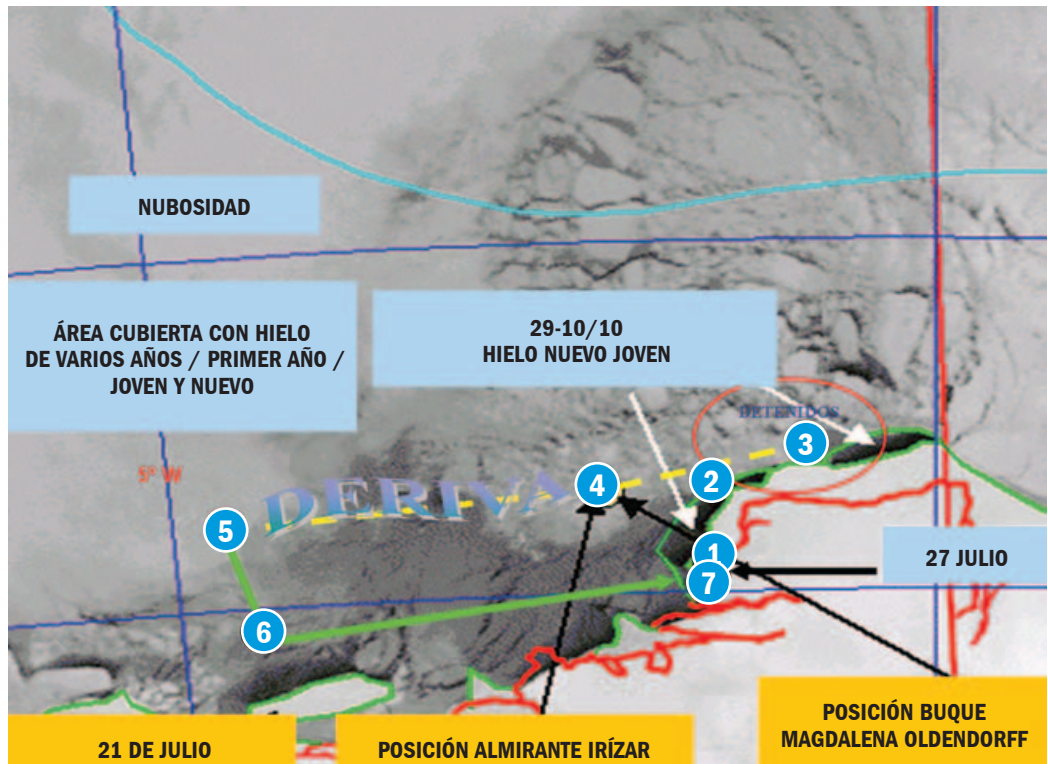 NUBOSIDAD
ÁREA CUBIERTA CON HIELO
DE VARIOS AÑOS / PRIMER AÑO /
JOVEN Y NUEVO
29-10/10
HIELO NUEVO JOVEN
DETENIDOS
3
2
5° W
DERIVA
4
5
1
27 JULIO
7
6
POSICIÓN BUQUE
MAGDALENA OLDENDORFF
21 DE JULIO
POSICIÓN ALMIRANTE IRÍZAR